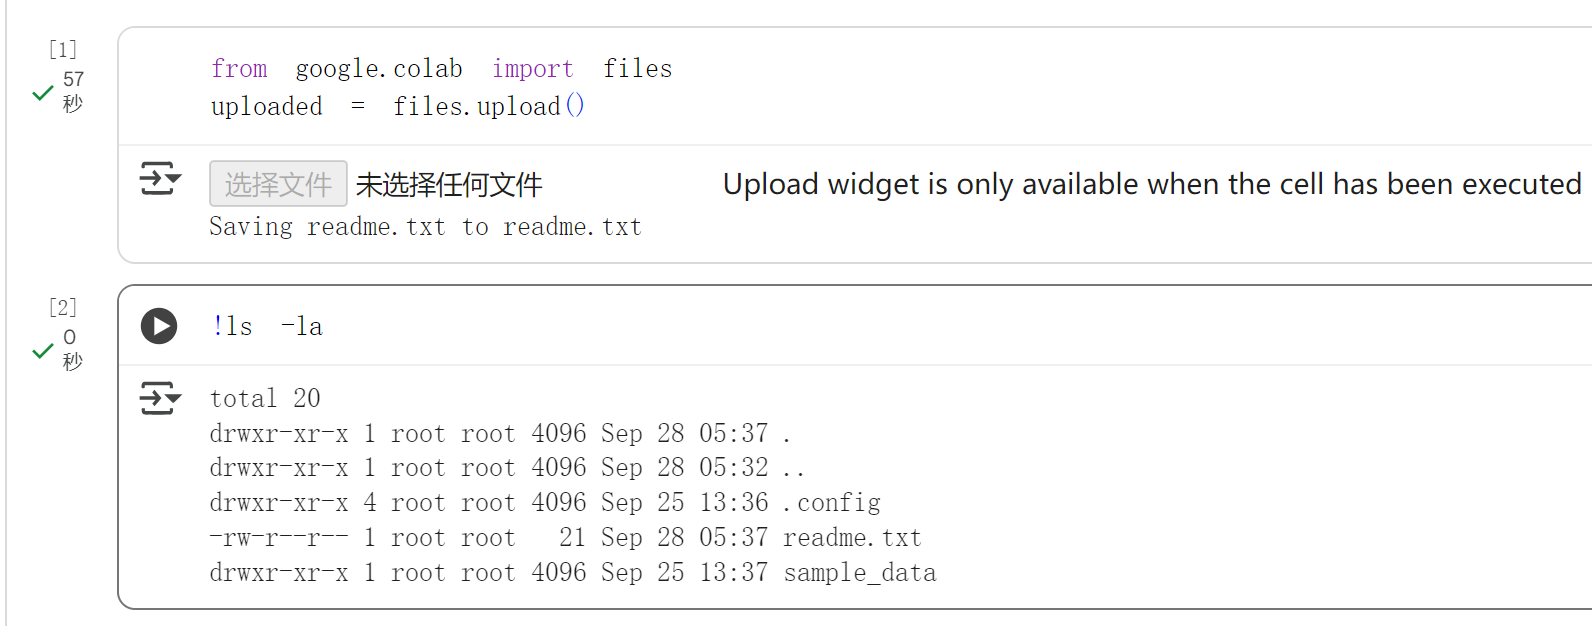 [1]
57
秒
from google.colab import files
uploaded = files.upload()
选择文件 未选择任何文件 Upload widget is only available when the cell has been executed
Saving readme.txt to readme.txt
[2]
0
秒
!ls -la
total 20
drwxr-xr-x 1 root root 4096 Sep 28 05:37 .
drwxr-xr-x 1 root root 4096 Sep 28 05:32 ..
drwxr-xr-x 4 root root 4096 Sep 25 13:36 .config
-rw-r--r-- 1 root root   21 Sep 28 05:37 readme.txt
drwxr-xr-x 1 root root 4096 Sep 25 13:37 sample_data